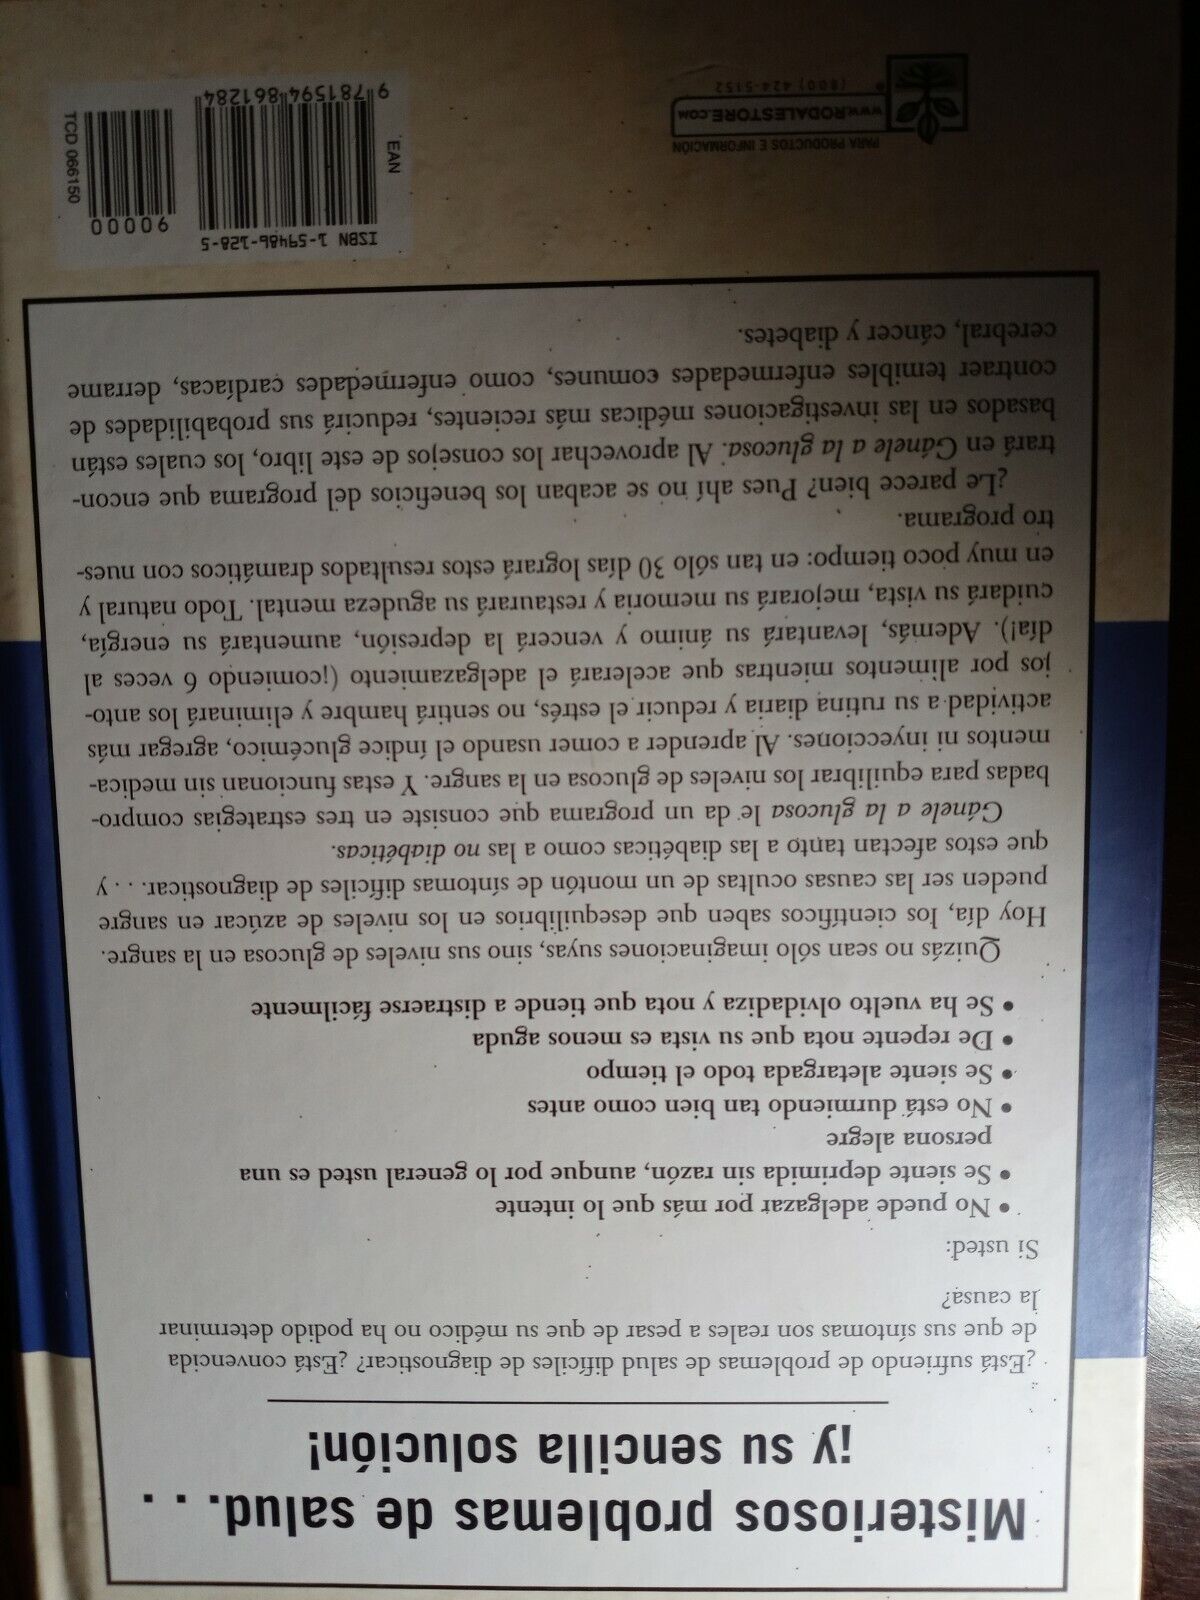 Misteriosos problemas de salud. . .
¡y su sencilla solución!
¿Está sufriendo de problemas de salud difíciles de diagnosticar? ¿Está convencida
de que sus síntomas son reales a pesar de que su médico no ha podido determinar
la causa?
Si usted:
• No puede adelgazar por más que lo intente
• Se siente deprimida sin razón, aunque por lo general usted es una
persona alegre
• No está durmiendo tan bien como antes
• Se siente aletargada todo el tiempo
• De repente nota que su vista es menos aguda
• Se ha vuelto olvidadiza y nota que tiende a distraerse fácilmente
Quizás no sean sólo imaginaciones suyas, sino sus niveles de glucosa en la sangre.
Hoy día, los científicos saben que desequilibrios en los niveles de azúcar en sangre
pueden ser las causas ocultas de un montón de síntomas difíciles de diagnosticar. . . y
que estos afectan tanto a las diabéticas como a las no diabéticas.
Gánele a la glucosa le da un programa que consiste en tres estrategias compro-
badas para equilibrar los niveles de glucosa en la sangre. Y estas funcionan sin medica-
mentos ni inyecciones. Al aprender a comer usando el índice glucémico, agregar más
actividad a su rutina diaria y reducir el estrés, no sentirá hambre y eliminará los anto-
jos por alimentos mientras que acelerará el adelgazamiento (¡comiendo 6 veces al
día!). Además, levantará su ánimo y vencerá la depresión, aumentará su energía,
cuidará su vista, mejorará su memoria y restaurará su agudeza mental. Todo natural y
en muy poco tiempo: en tan sólo 30 días logrará estos resultados dramáticos con nues-
tro programa.
¿Le parece bien? Pues ahí no se acaban los beneficios del programa que encon-
trará en Gánele a la glucosa. Al aprovechar los consejos de este libro, los cuales están
basados en las investigaciones médicas más recientes, reducirá sus probabilidades de
contraer temibles enfermedades comunes, como enfermedades cardíacas, derrame
cerebral, cáncer y diabetes.
PARA PRODUCTOS E INFORMACIÓN
WWW.RODALESTORE.COM
(800) 424-5152
ISBN 1-59486-128-5
90000
EAN
9 781594 861284
TCD 066150